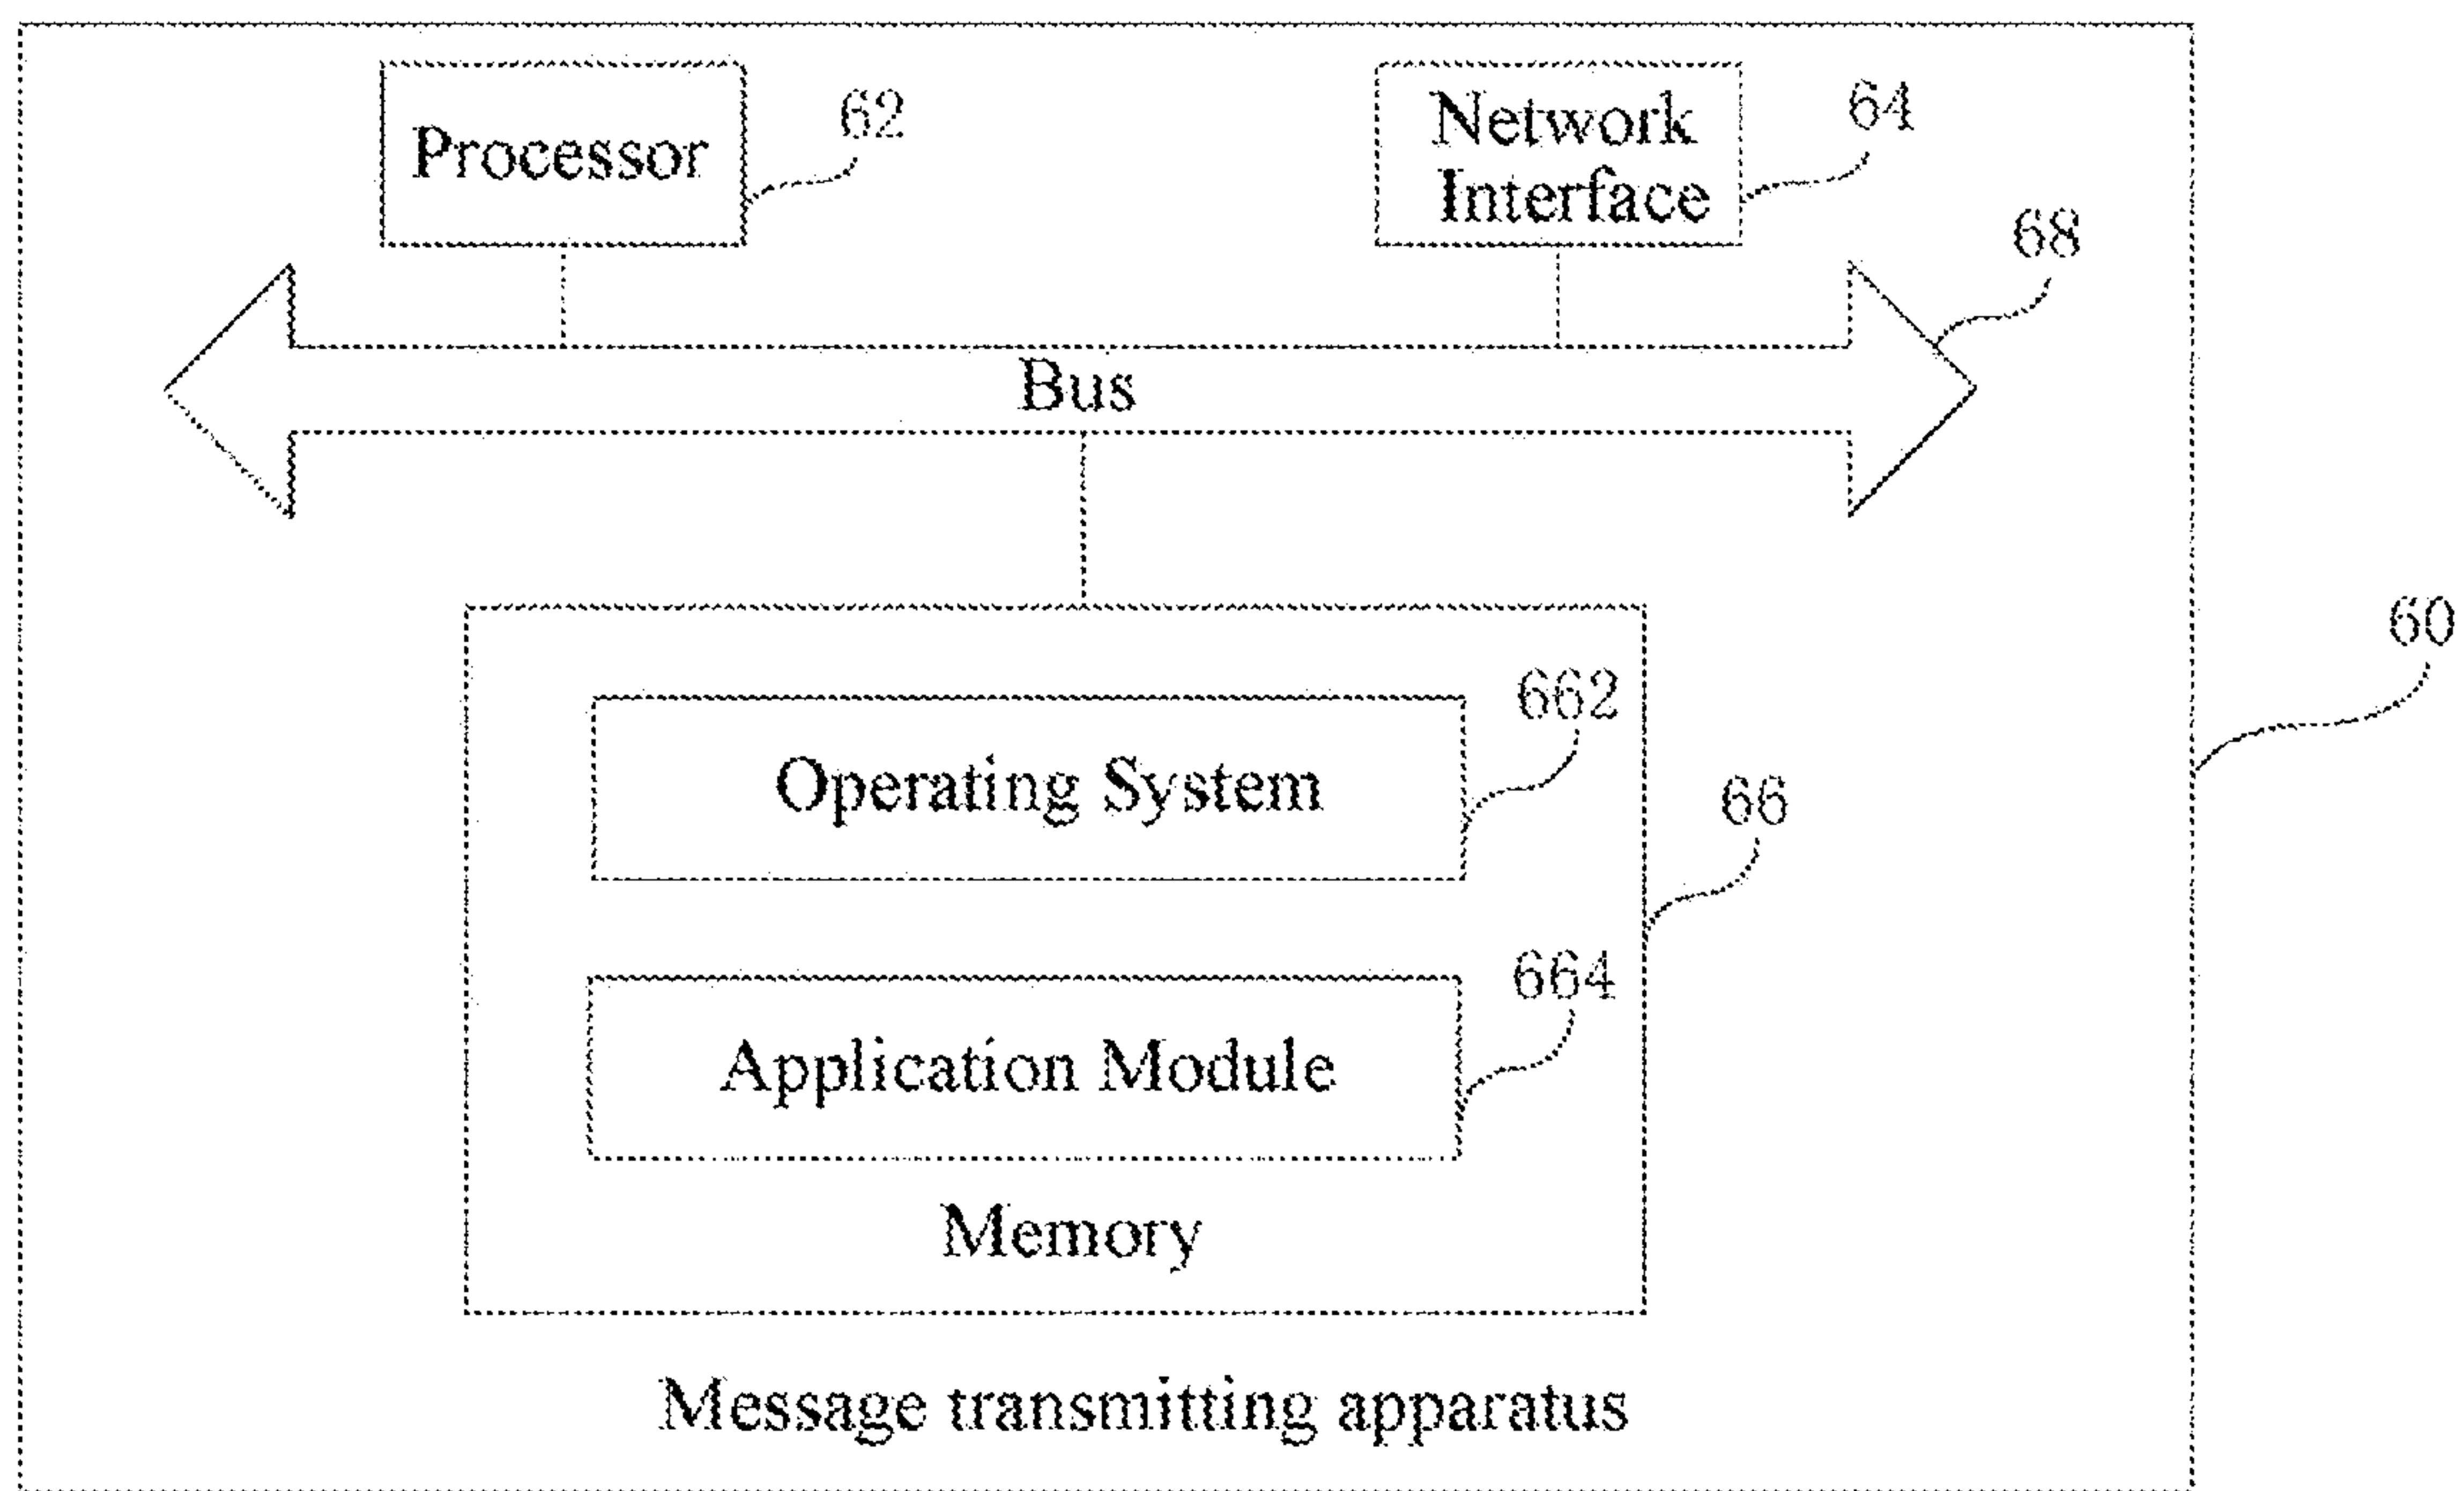 Processor
62
Network
Interface
64
68
Bus
60
662
Operating System
66
664
Application Module
Memory
Message transmitting apparatus